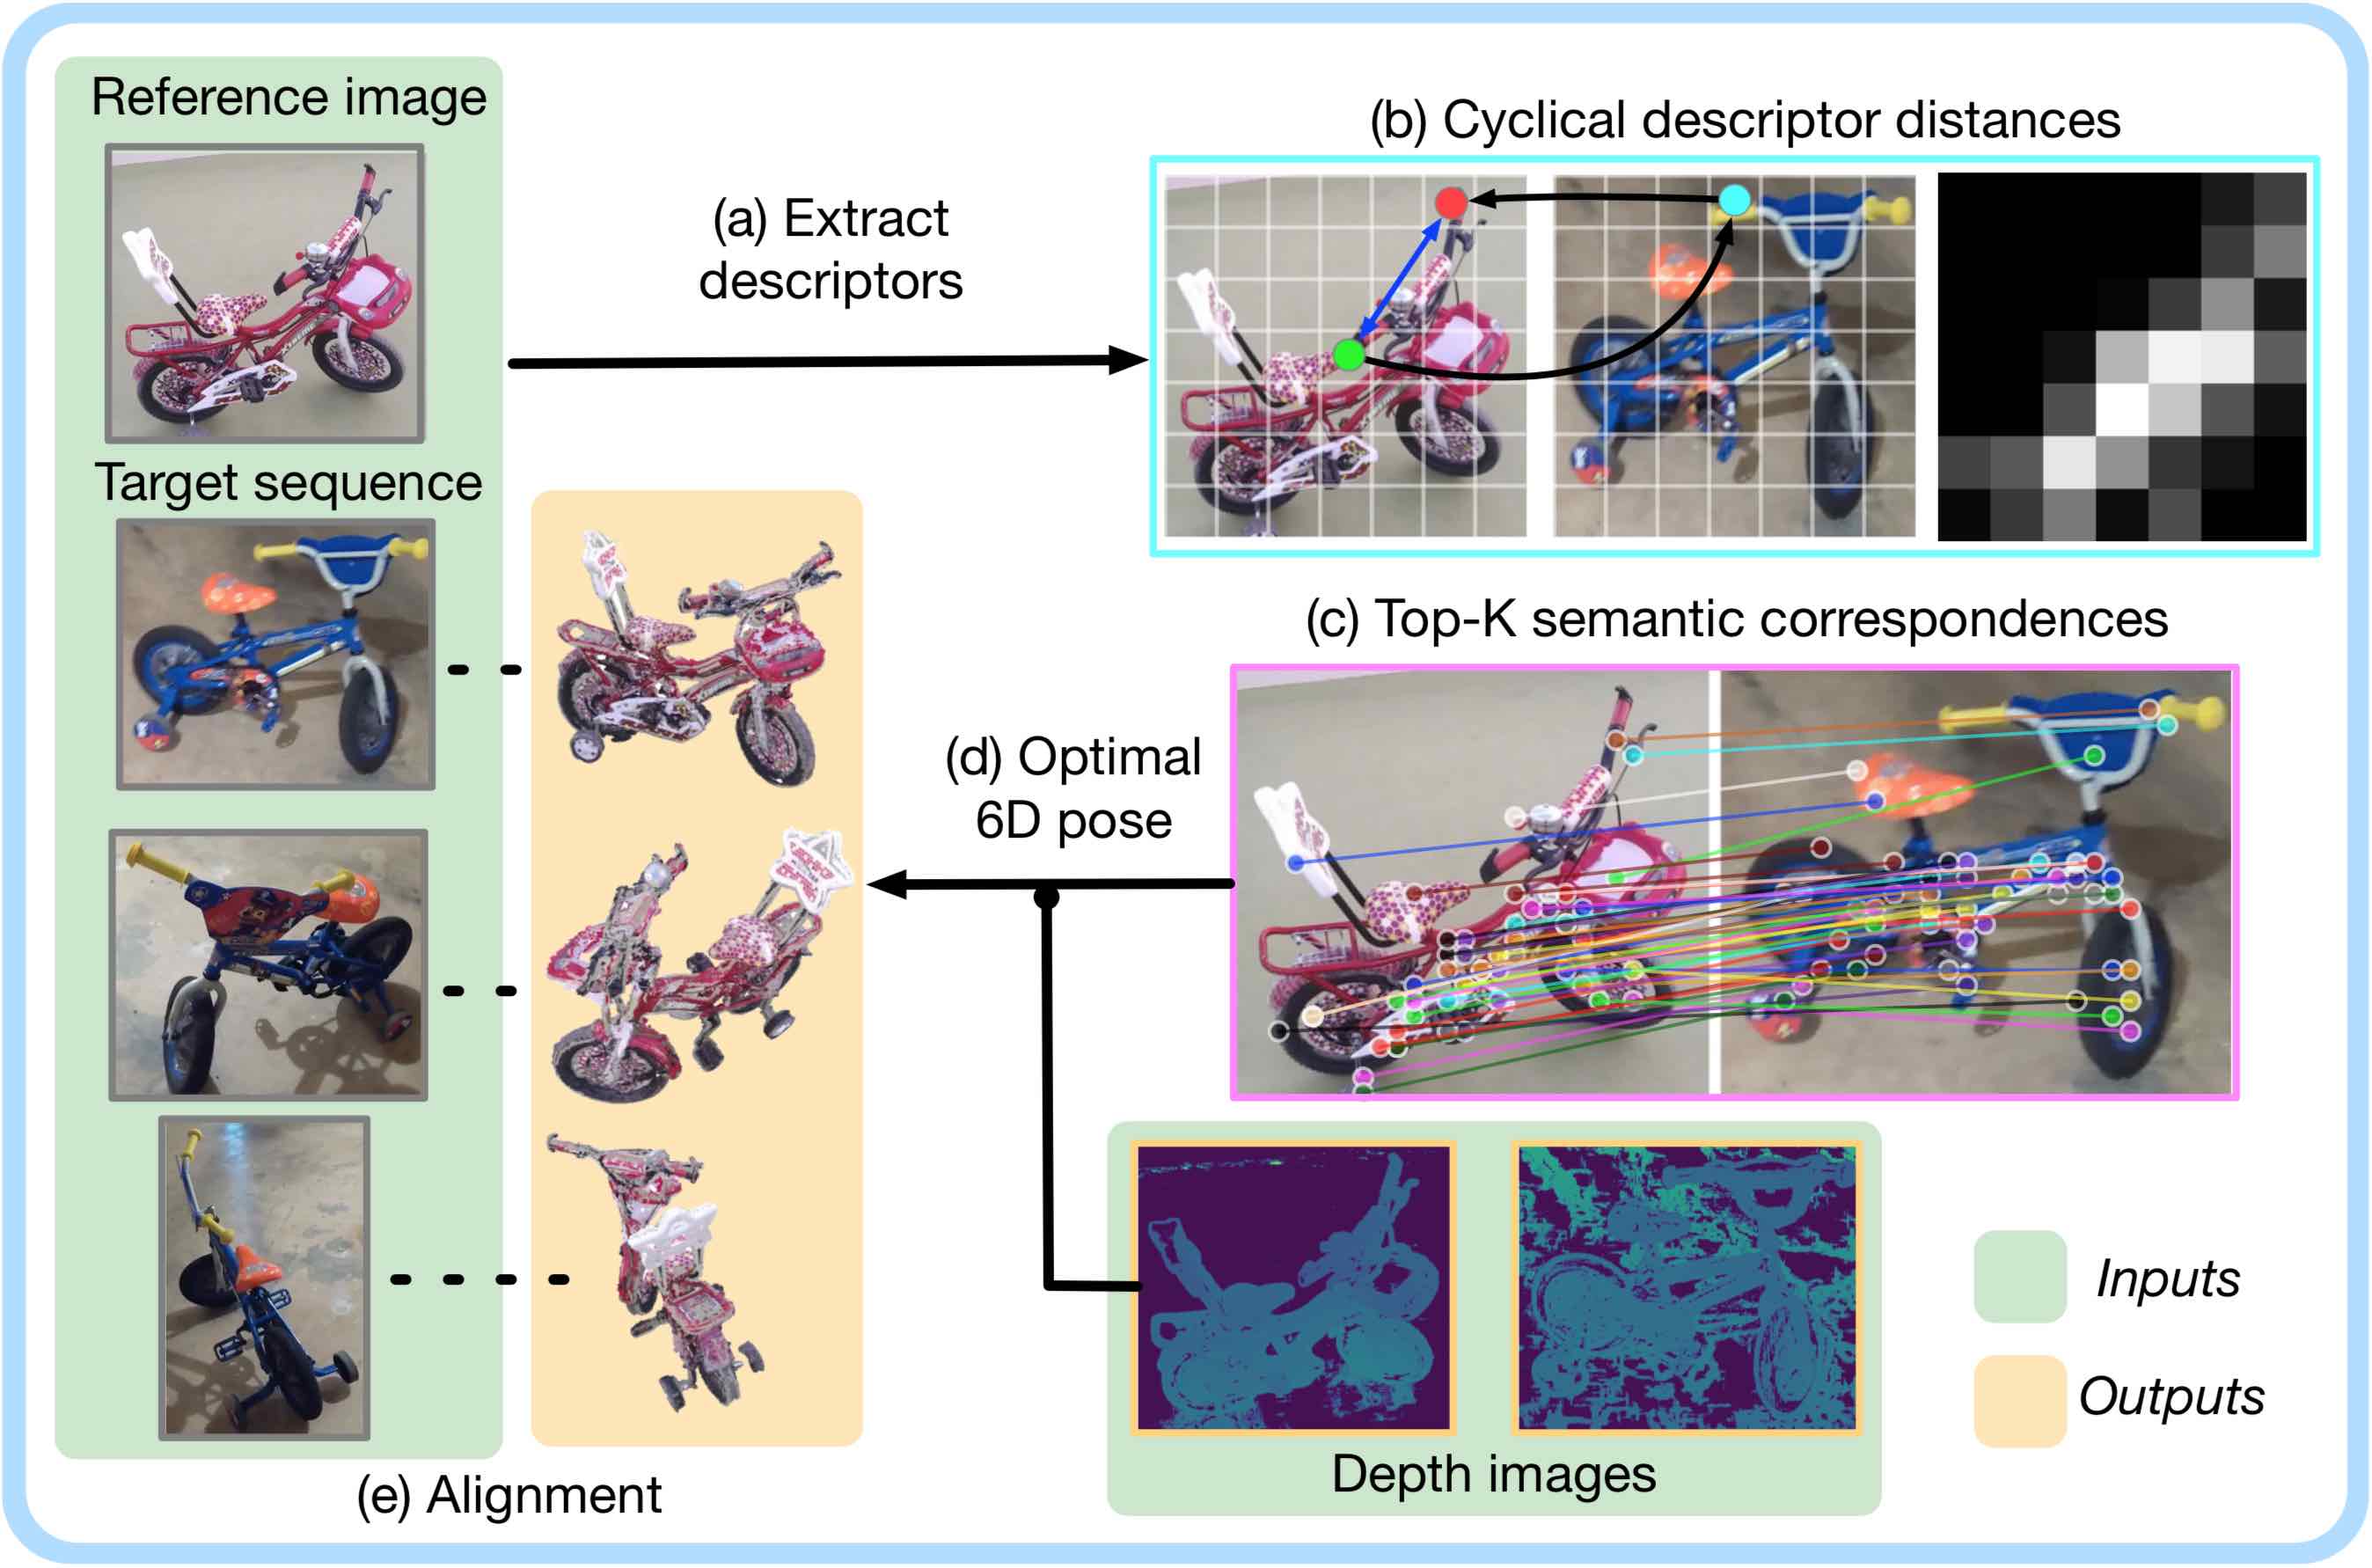 Reference image
(a) Extract
descriptors
(b) Cyclical descriptor distances
Target sequence
(c) Top-K semantic correspondences
(d) Optimal
6D pose
Depth images
Inputs
Outputs
(e) Alignment